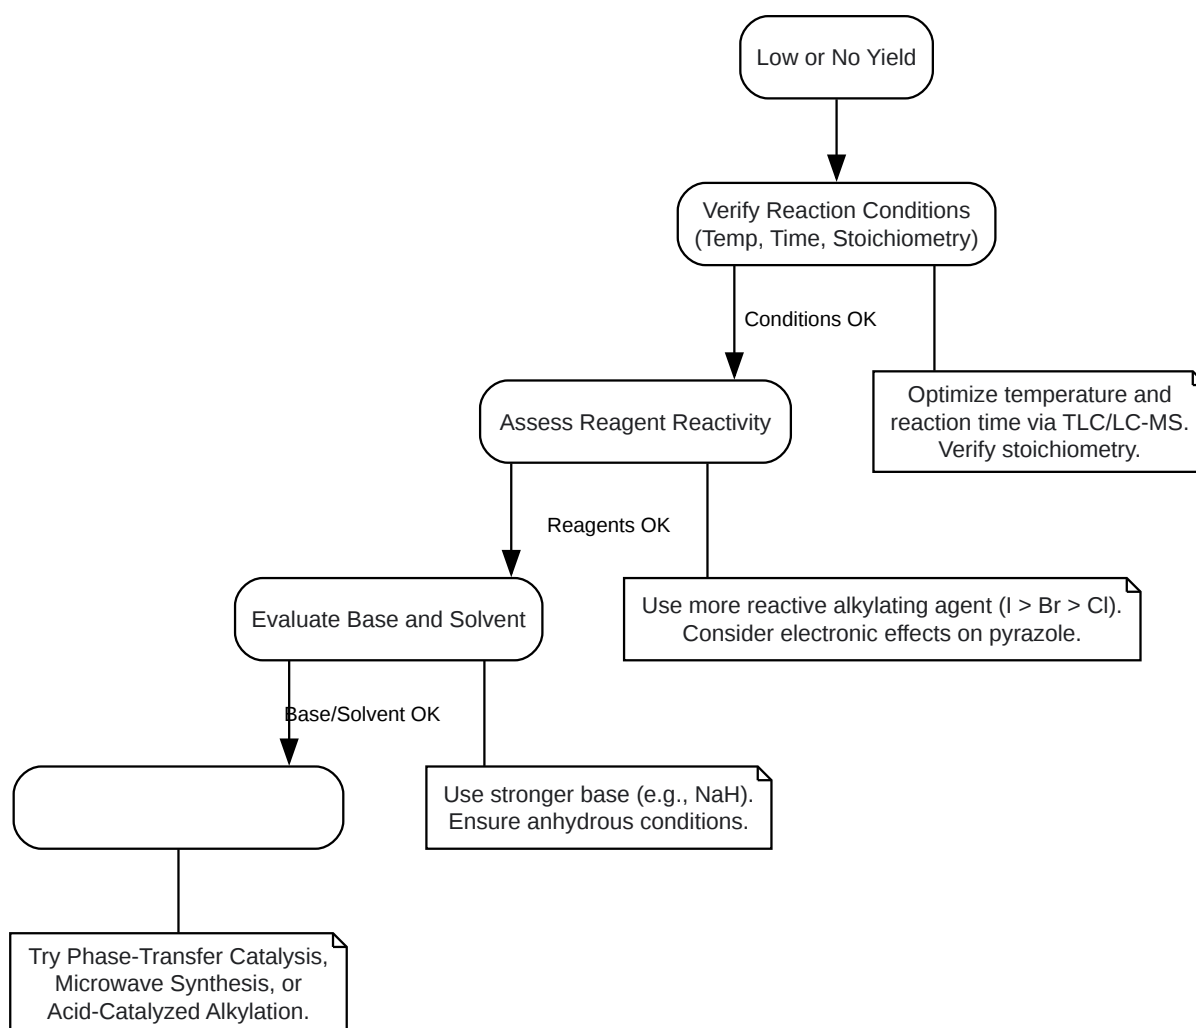 Low or No Yield
Verify Reaction Conditions
(Temp, Time, Stoichiometry)
Conditions OK
Optimize temperature and
reaction time via TLC/LC-MS.
Verify stoichiometry.
Assess Reagent Reactivity
Reagents OK
Use more reactive alkylating agent (I > Br > Cl).
Consider electronic effects on pyrazole.
Evaluate Base and Solvent
Base/Solvent OK
Use stronger base (e.g., NaH).
Ensure anhydrous conditions.
Try Phase-Transfer Catalysis,
Microwave Synthesis, or
Acid-Catalyzed Alkylation.